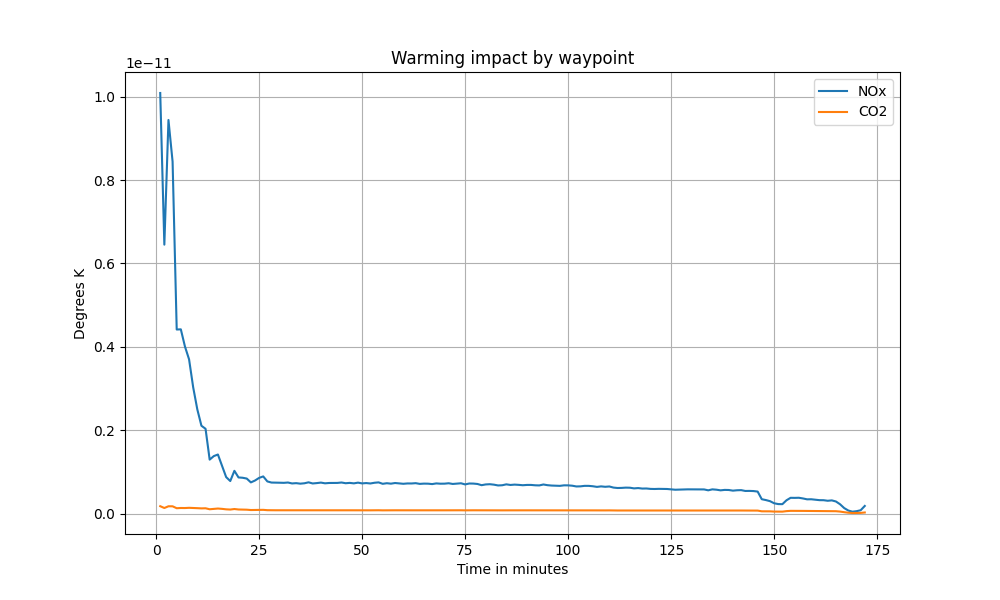 Warming impact by waypoint
1e−11
NOx
CO2
1.0
0.8
0.6
0.4
0.2
0.0
Degrees K
0 25 50 75 100 125 150 175
Time in minutes